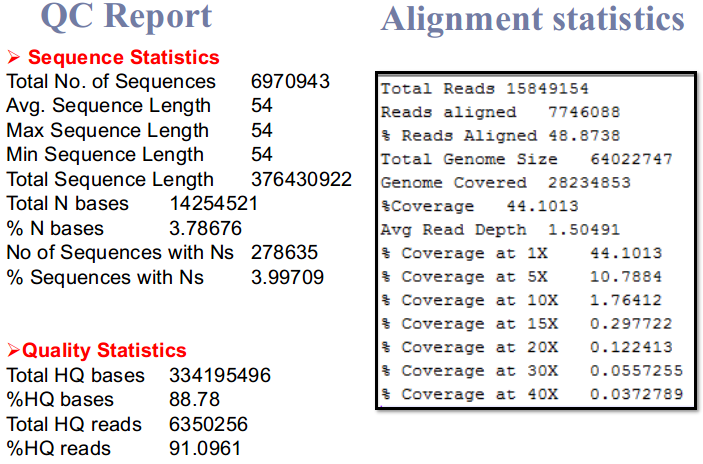 QC Report
➢ Sequence Statistics
Total No. of Sequences 6970943
Avg. Sequence Length 54
Max Sequence Length 54
Min Sequence Length 54
Total Sequence Length 376430922
Total N bases 14254521
% N bases 3.78676
No of Sequences with Ns 278635
% Sequences with Ns 3.99709
➢Quality Statistics
Total HQ bases 334195496
%HQ bases 88.78
Total HQ reads 6350256
%HQ reads 91.0961
Alignment statistics
Total Reads 15849154
Reads aligned 7746088
% Reads Aligned 48.8738
Total Genome Size 64022747
Genome Covered 28234853
%Coverage 44.1013
Avg Read Depth 1.50491
% Coverage at 1X 44.1013
% Coverage at 5X 10.7884
% Coverage at 10X 1.76412
% Coverage at 15X 0.297722
% Coverage at 20X 0.122413
% Coverage at 30X 0.0557255
% Coverage at 40X 0.0372789